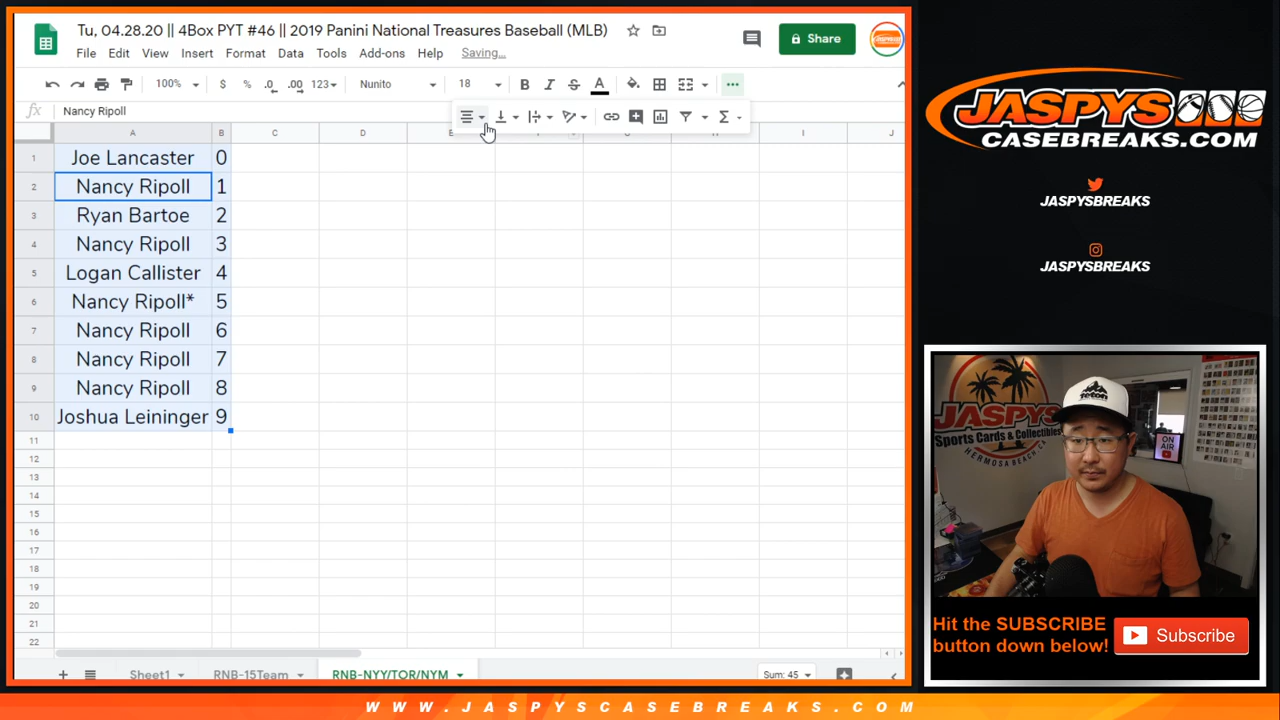 Tu, 04.28.20 || 4Box PYT #46 || 2019 Panini National Treasures Baseball (MLB)
Share
File Edit View Insert Format Data Tools Add-ons Help Saving...
100% $ % .0 .00 123 Nunito 18 B I S A
fx Nancy Ripoll
A B C D E F H I J
1 Joe Lancaster 0
2 Nancy Ripoll 1
3 Ryan Bartoe 2
4 Nancy Ripoll 3
5 Logan Callister 4
6 Nancy Ripoll* 5
7 Nancy Ripoll 6
8 Nancy Ripoll 7
9 Nancy Ripoll 8
10 Joshua Leininger 9
11
12
13
14
15
16
17
18
19
20
21
22
Sheet1 RNB-15Team RNB-NYY/TOR/NYM Sum: 45
JASPYS
CASEBREAKS.COM
JASPYSBREAKS
JASPYSBREAKS
JASPYS
Sports Cards & Collectibles
HERMOSA BEACH CA
teton
ON AIR
Hit the SUBSCRIBE
button down below!
Subscribe
WWW.JASPYSCASEBREAKS.COM